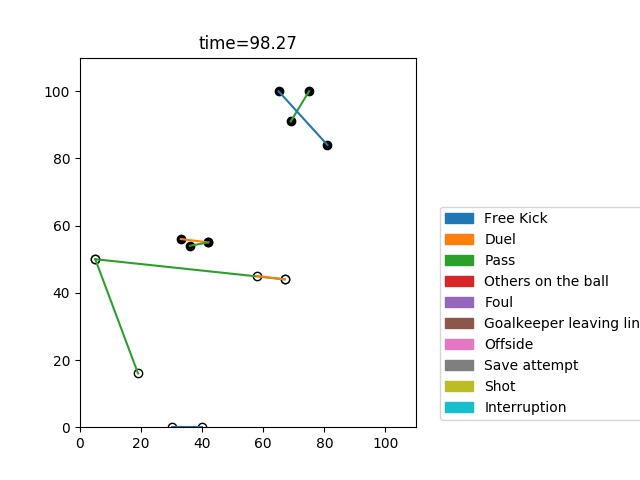 time=98.27
100
80
60
40
20
0
0 20 40 60 80 100
Free Kick
Duel
Pass
Others on the ball
Foul
Goalkeeper leaving lin
Offside
Save attempt
Shot
Interruption